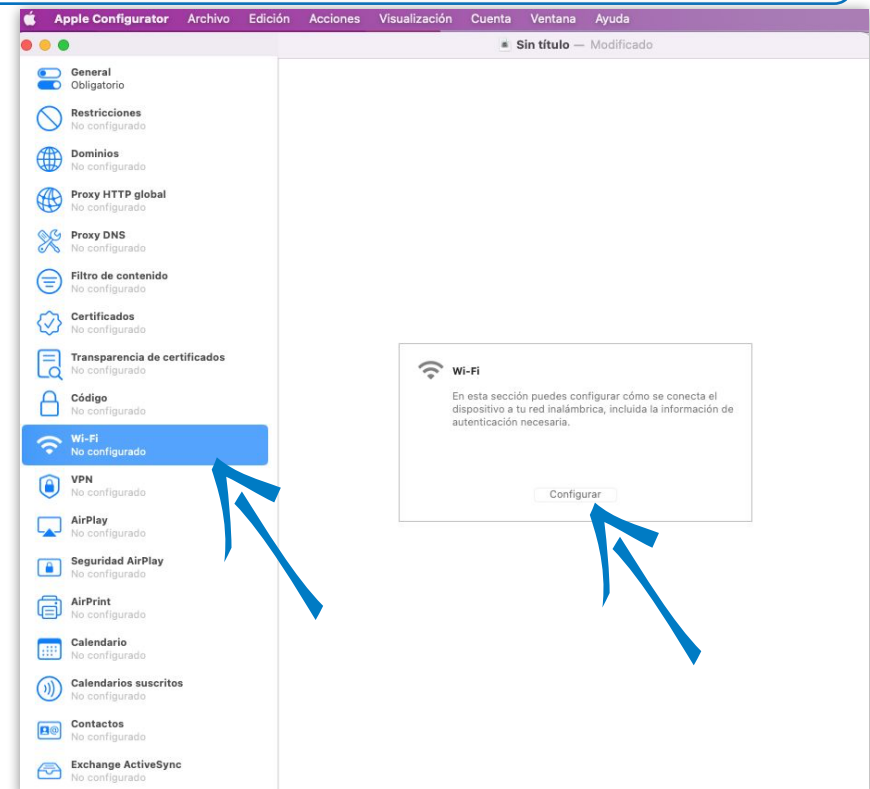 Apple Configurator Archivo Edición Acciones Visualización Cuenta Ventana Ayuda
Sin título — Modificado
General
Obligatorio
Restricciones
No configurado
Dominios
No configurado
Proxy HTTP global
No configurado
Proxy DNS
No configurado
Filtro de contenido
No configurado
Certificados
No configurado
Transparencia de certificados
No configurado
Código
No configurado
Wi-Fi
No configurado
VPN
No configurado
AirPlay
No configurado
Seguridad AirPlay
No configurado
AirPrint
No configurado
Calendario
No configurado
Calendarios suscritos
No configurado
Contactos
No configurado
Exchange ActiveSync
No configurado
Wi-Fi
En esta sección puedes configurar cómo se conecta el
dispositivo a tu red inalámbrica, incluida la información de
autenticación necesaria.
Configurar